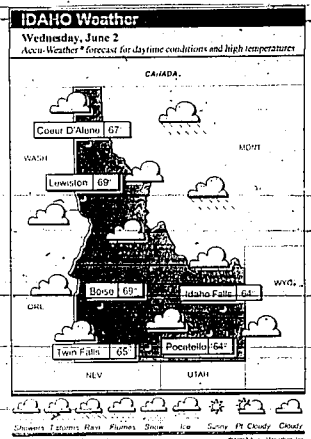 IDAHO Weather
Wednesday, June 2
Accu-Weather® forecast for daytime conditions and high temperatures
CANADA
Coeur D'Alene 67°
WASH
MONT
Lewiston 69°
Boise 69°
Idaho Falls 64°
WYO
ORE
Twin Falls 65°
Pocatello 64°
NEV
UTAH
Showers T-storms Rain Flurries Snow Ice Sunny Pt. Cloudy Cloudy